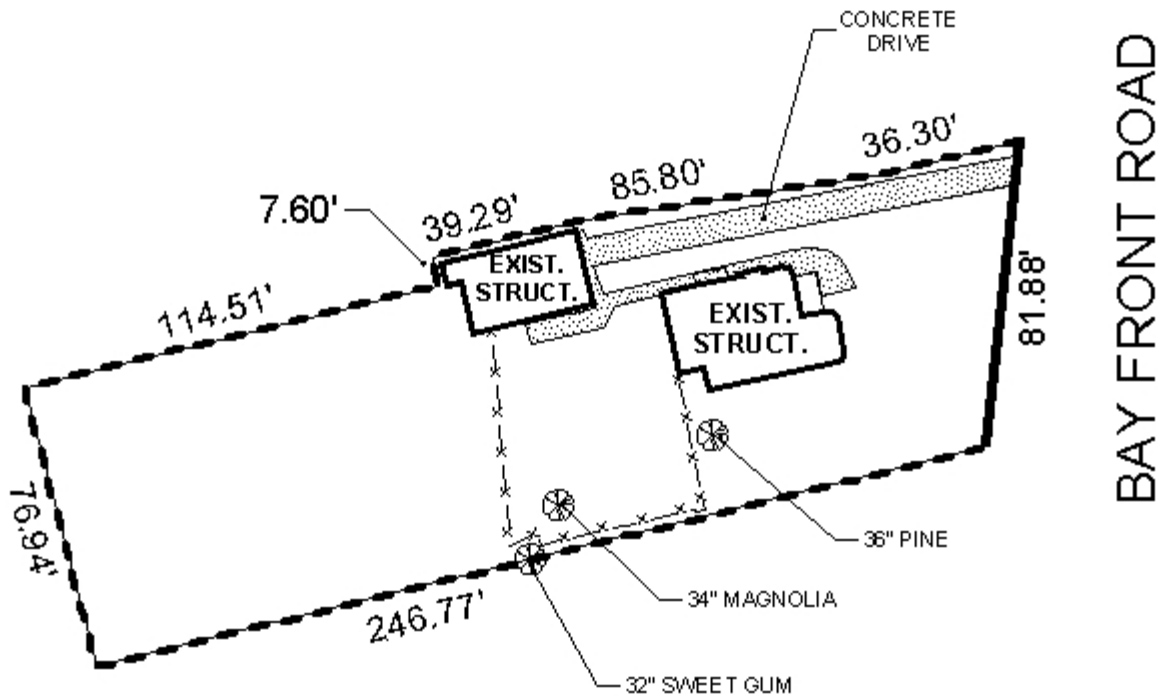 CONCRETE
DRIVE
BAY FRONT ROAD
36.30'
85.80'
39.29'
7.60'
EXIST.
STRUCT.
114.51'
EXIST.
STRUCT.
81.88'
76.94'
36" PINE
34" MAGNOLIA
246.77'
32" SWEET GUM